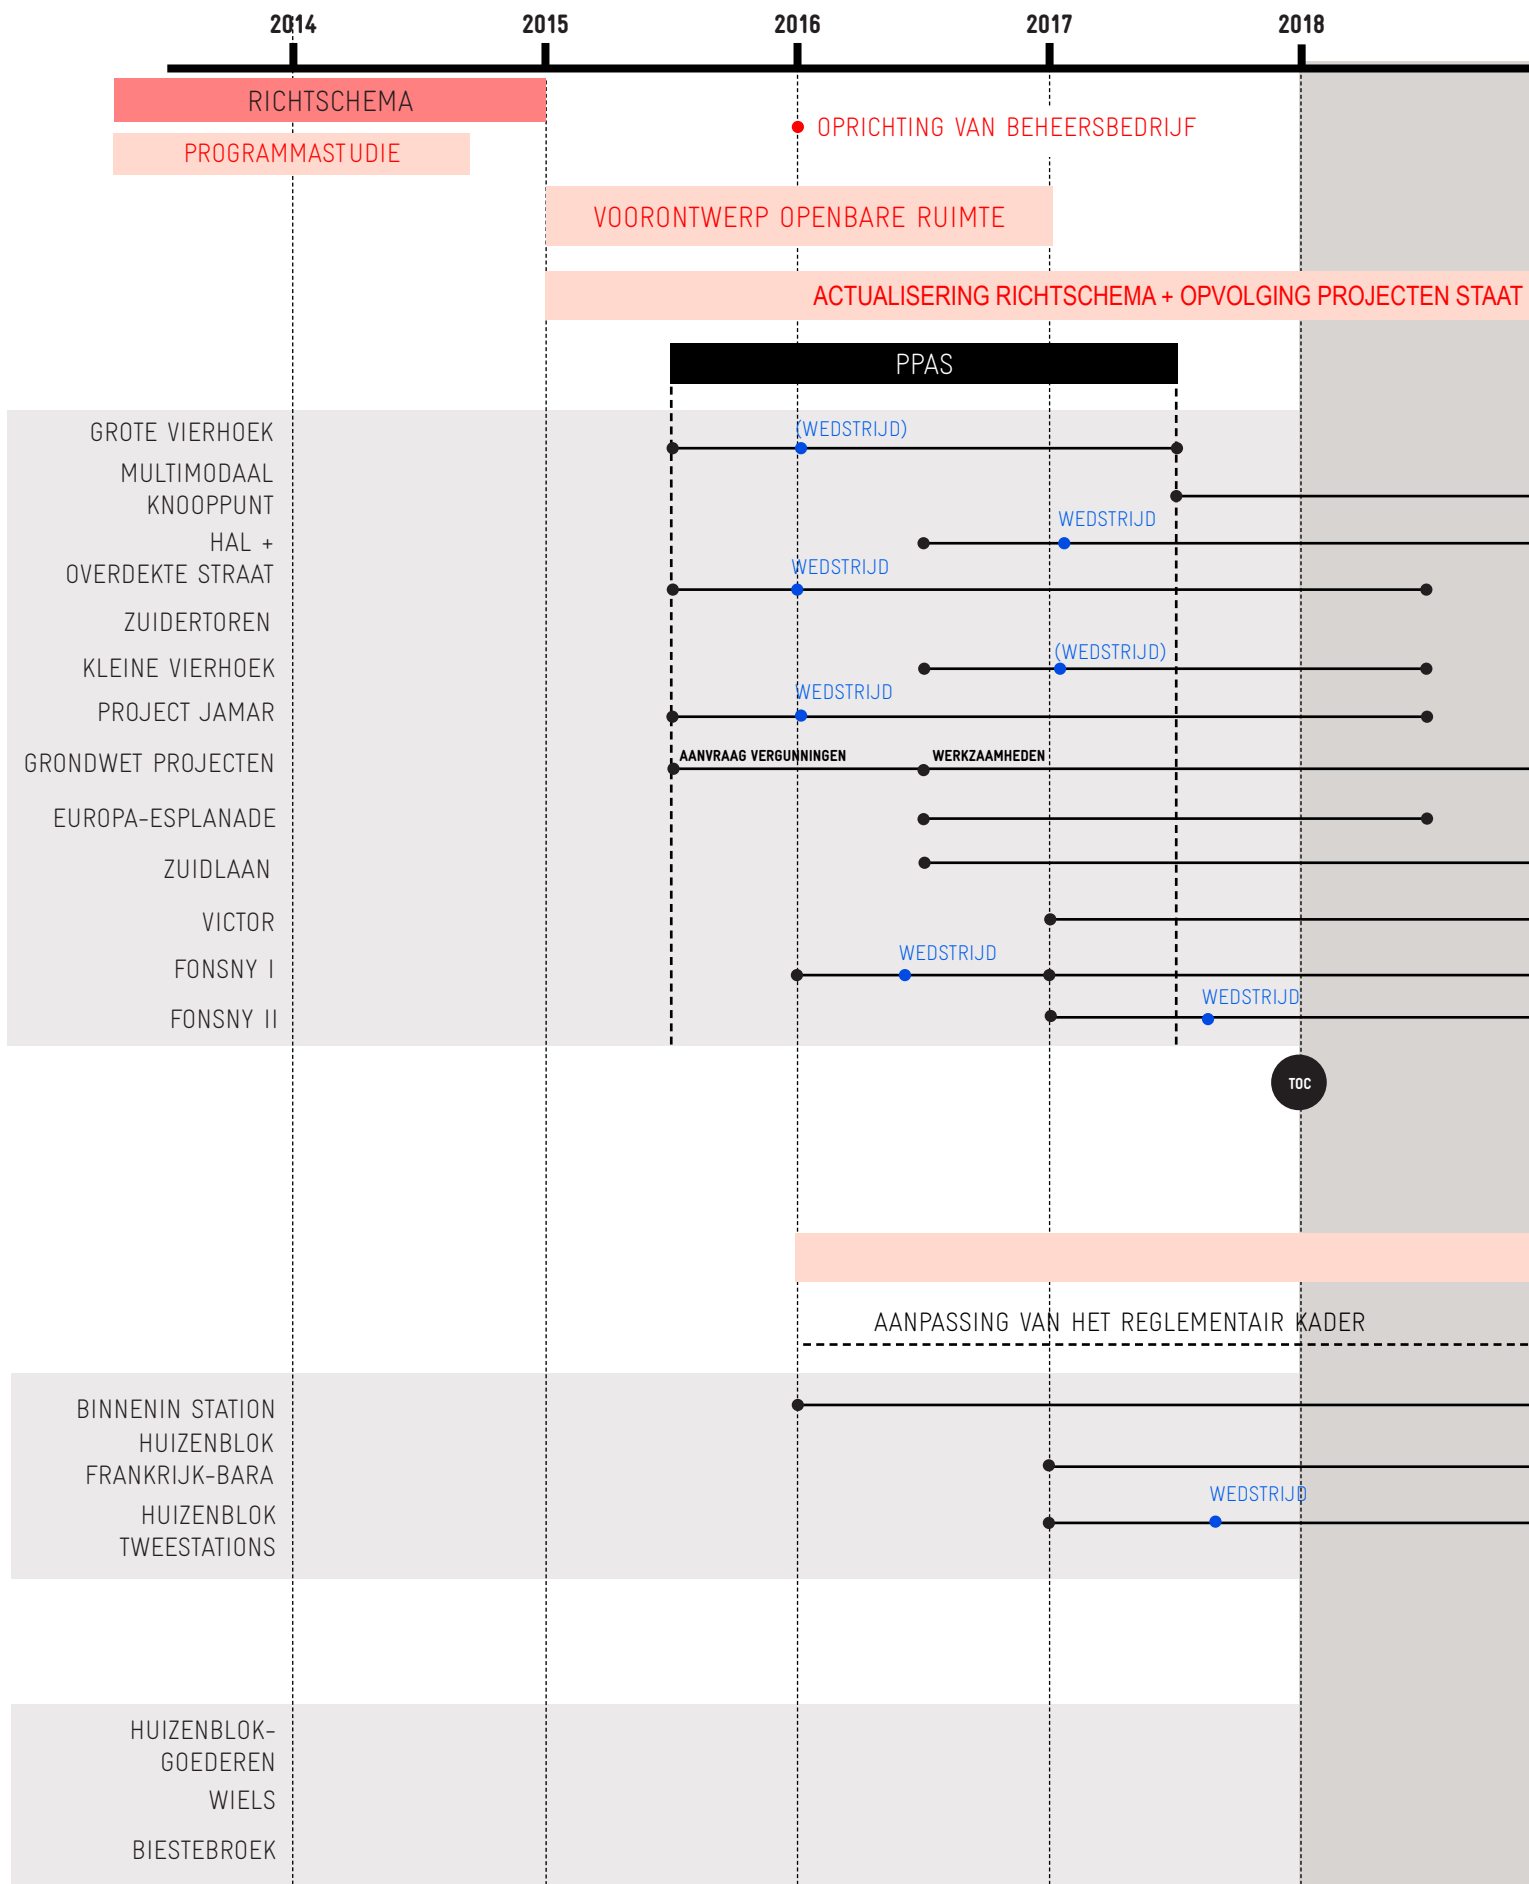 2014 2015 2016 2017 2018
RICHTSCHEMA
OPRICHTING VAN BEHEERSBEDRIJF
PROGRAMMASTUDIE
VOORONTWERP OPENBARE RUIMTE
ACTUALISERING RICHTSCHEMA + OPVOLGING PROJECTEN STAAT
PPAS
GROTE VIERHOEK
(WEDSTRIJD)
MULTIMODAAL
KNOOPPUNT
WEDSTRIJD
HAL +
OVERDEKTE STRAAT
WEDSTRIJD
ZUIDERTOREN
KLEINE VIERHOEK
(WEDSTRIJD)
PROJECT JAMAR
WEDSTRIJD
GRONDWET PROJECTEN
AANVRAAG VERGUNNINGEN
WERKZAAMHEDEN
EUROPA-ESPLANADE
ZUIDLAAN
VICTOR
FONSNY I
WEDSTRIJD
FONSNY II
WEDSTRIJD
TOC
AANPASSING VAN HET REGLEMENTAIR KADER
BINNENIN STATION
HUIZENBLOK
FRANKRIJK-BARA
HUIZENBLOK
TWEESTATIONS
WEDSTRIJD
HUIZENBLOK-
GOEDEREN
WIELS
BIESTEBROEK